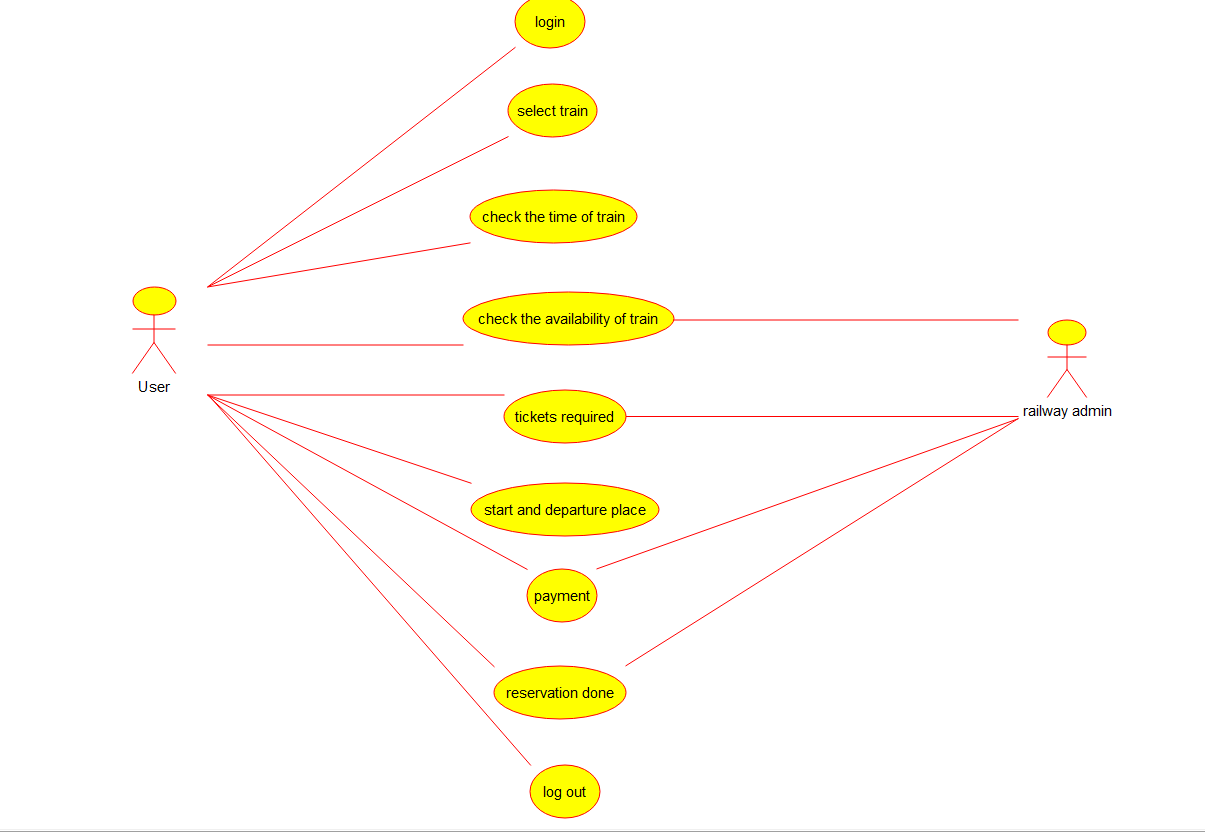 login
select train
check the time of train
check the availability of train
User
railway admin
tickets required
start and departure place
payment
reservation done
log out